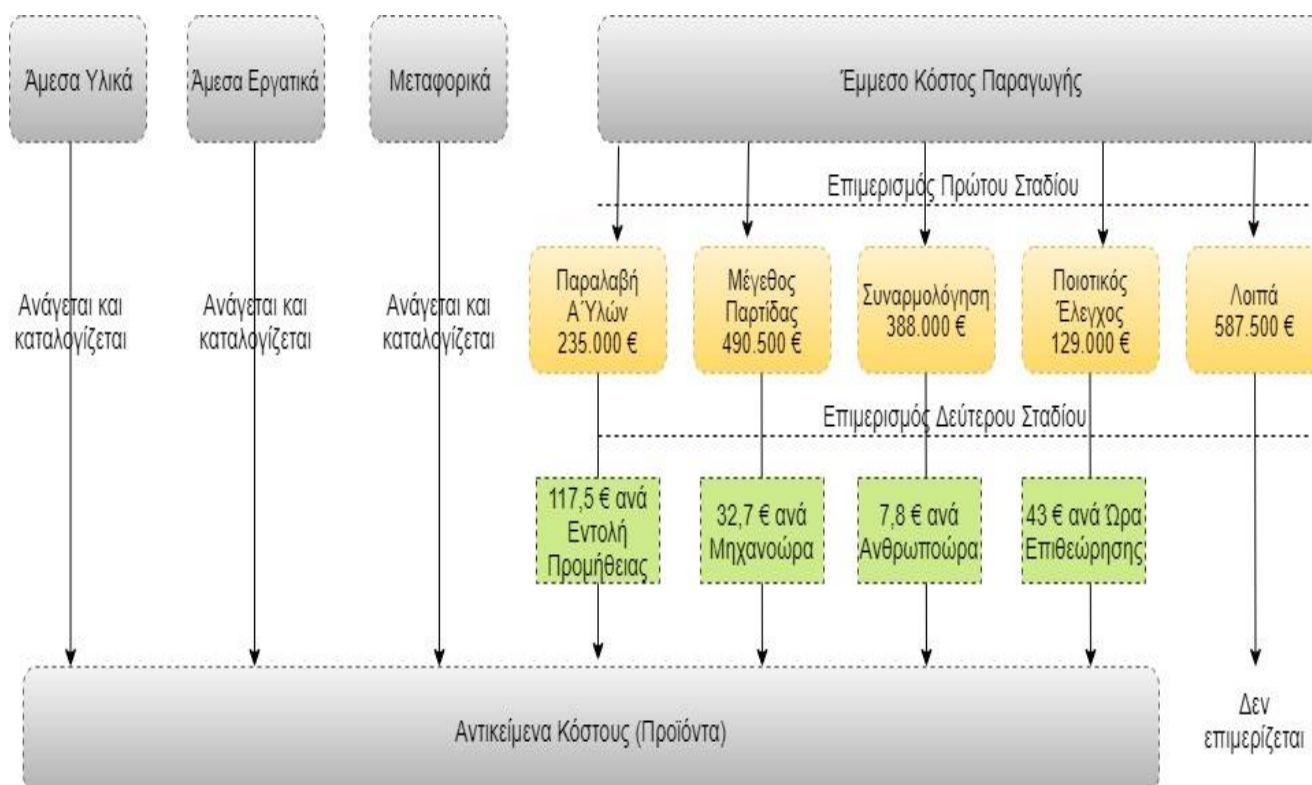 Άμεσα Υλικά
Άμεσα Εργατικά
Μεταφορικά
Έμμεσο Κόστος Παραγωγής
Επιμερισμός Πρώτου Σταδίου
Ανάγεται και
καταλογίζεται
Ανάγεται και
καταλογίζεται
Ανάγεται και
καταλογίζεται
Παραλαβή
Α΄Υλών
235.000 €
Μέγεθος
Παρτίδας
490.500 €
Συναρμολόγηση
388.000 €
Ποιοτικός
Έλεγχος
129.000 €
Λοιπά
587.500 €
Επιμερισμός Δεύτερου Σταδίου
117,5 € ανά
Εντολή
Προμήθειας
32,7 € ανά
Μηχανοώρα
7,8 € ανά
Ανθρωποώρα
43 € ανά Ώρα
Επιθεώρησης
Αντικείμενα Κόστους (Προϊόντα)
Δεν
επιμερίζεται